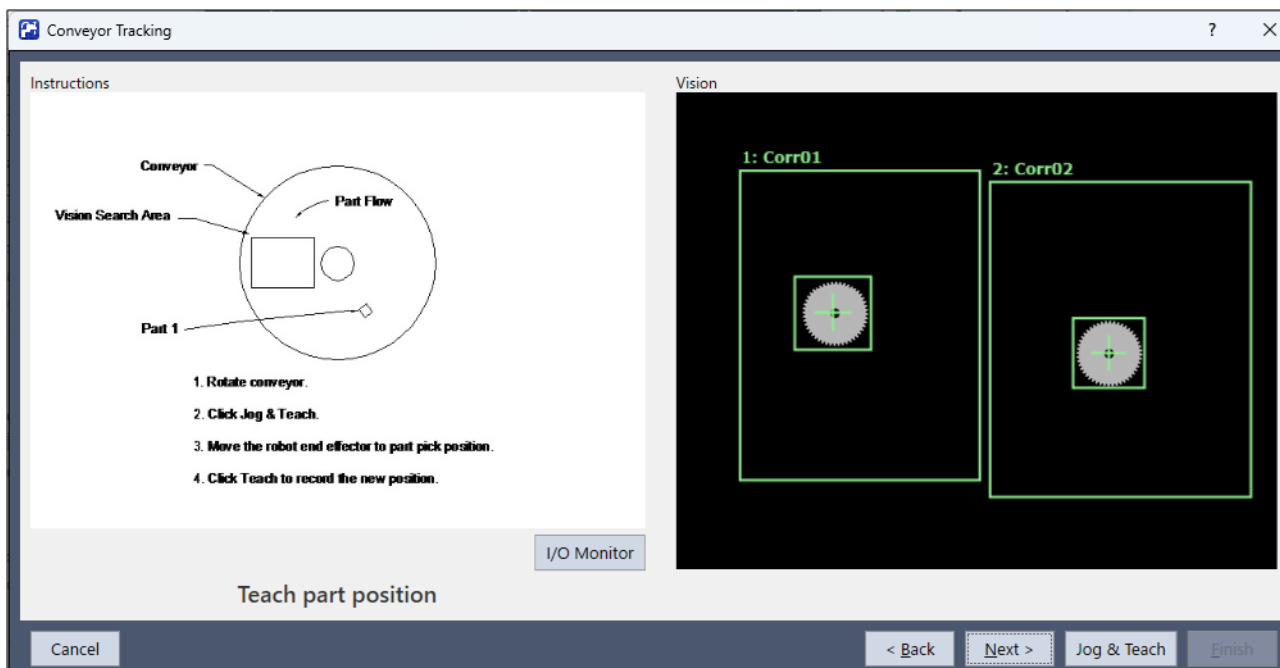 Conveyor Tracking
?
Instructions
Vision
Conveyor
Part Flow
Vision Search Area
Part 1
1. Rotate conveyor.
2. Click Jog & Teach.
3. Move the robot end effector to part pick position.
4. Click Teach to record the new position.
1: Corr01
2: Corr02
I/O Monitor
Teach part position
Cancel
< Back
Next >
Jog & Teach
Finish